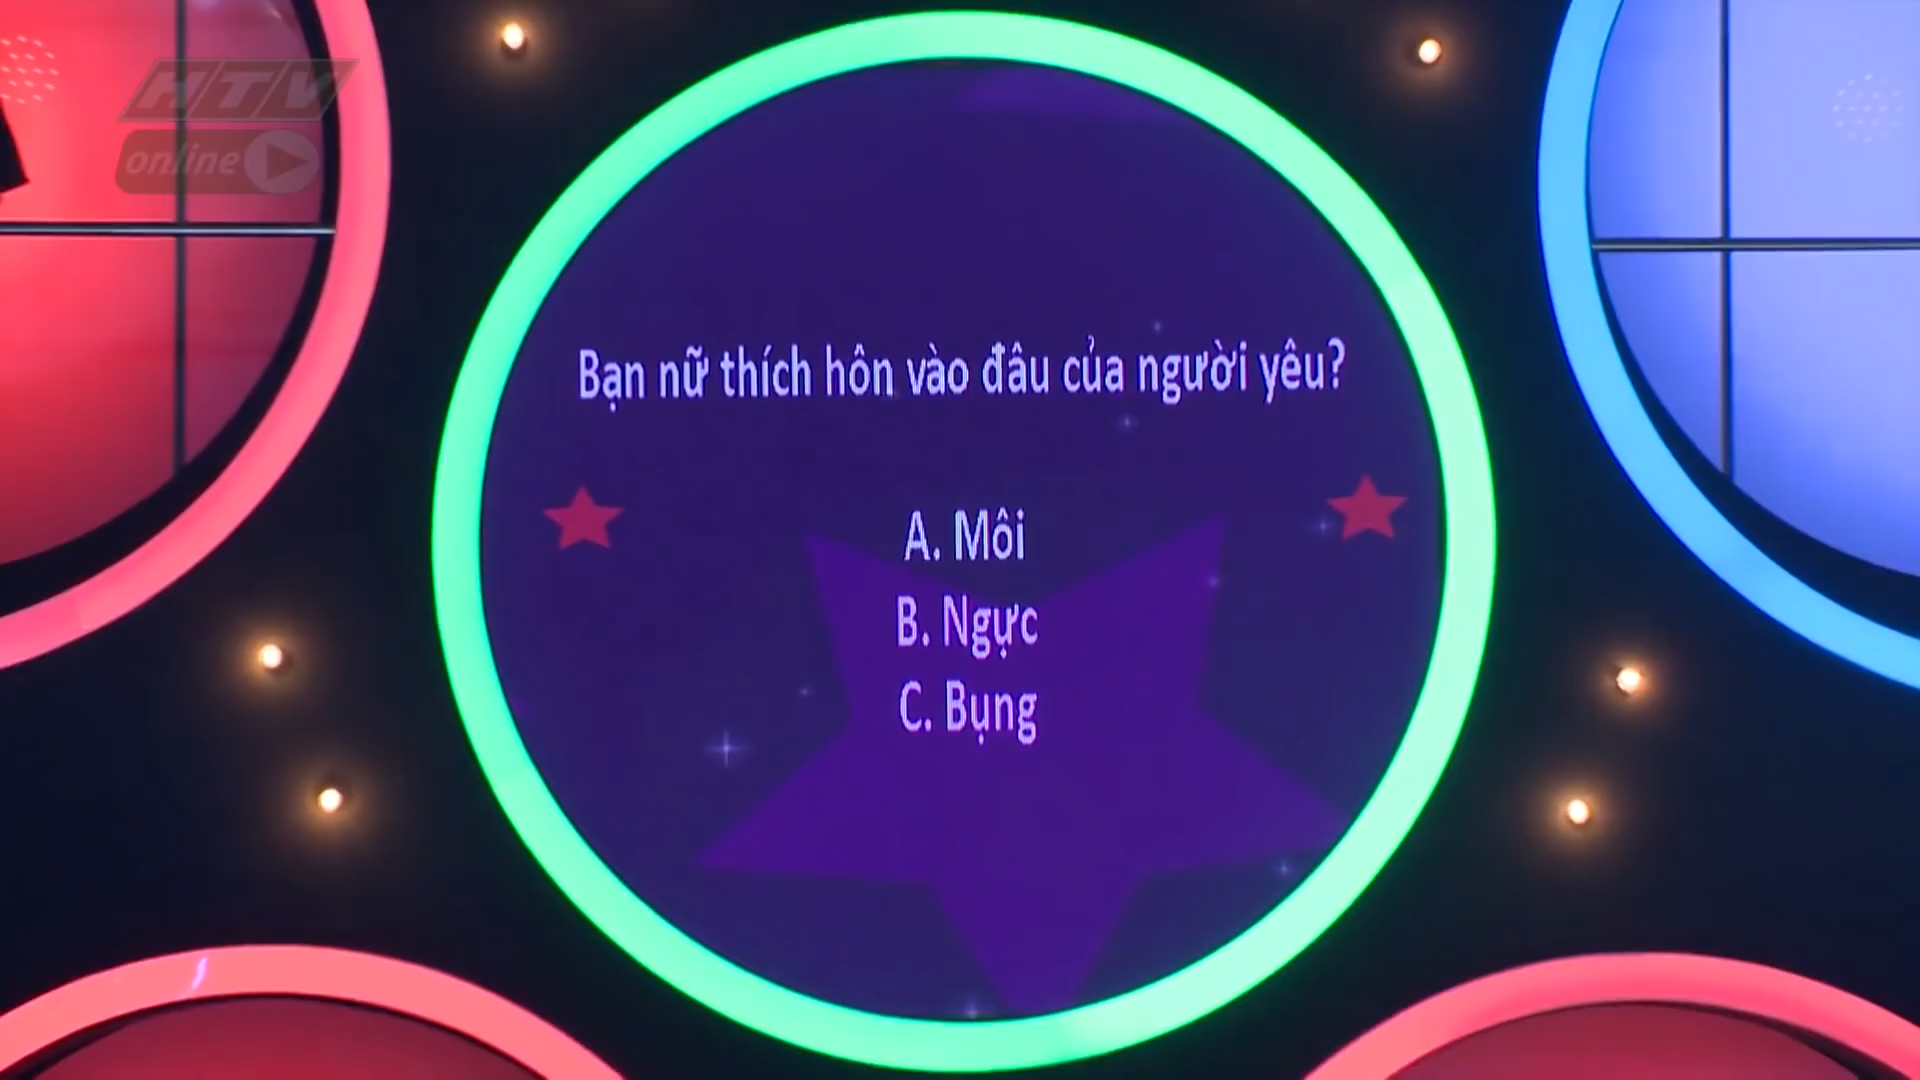 HTV
online
Bạn nữ thích hôn vào đâu của người yêu?
A. Môi
B. Ngực
C. Bụng